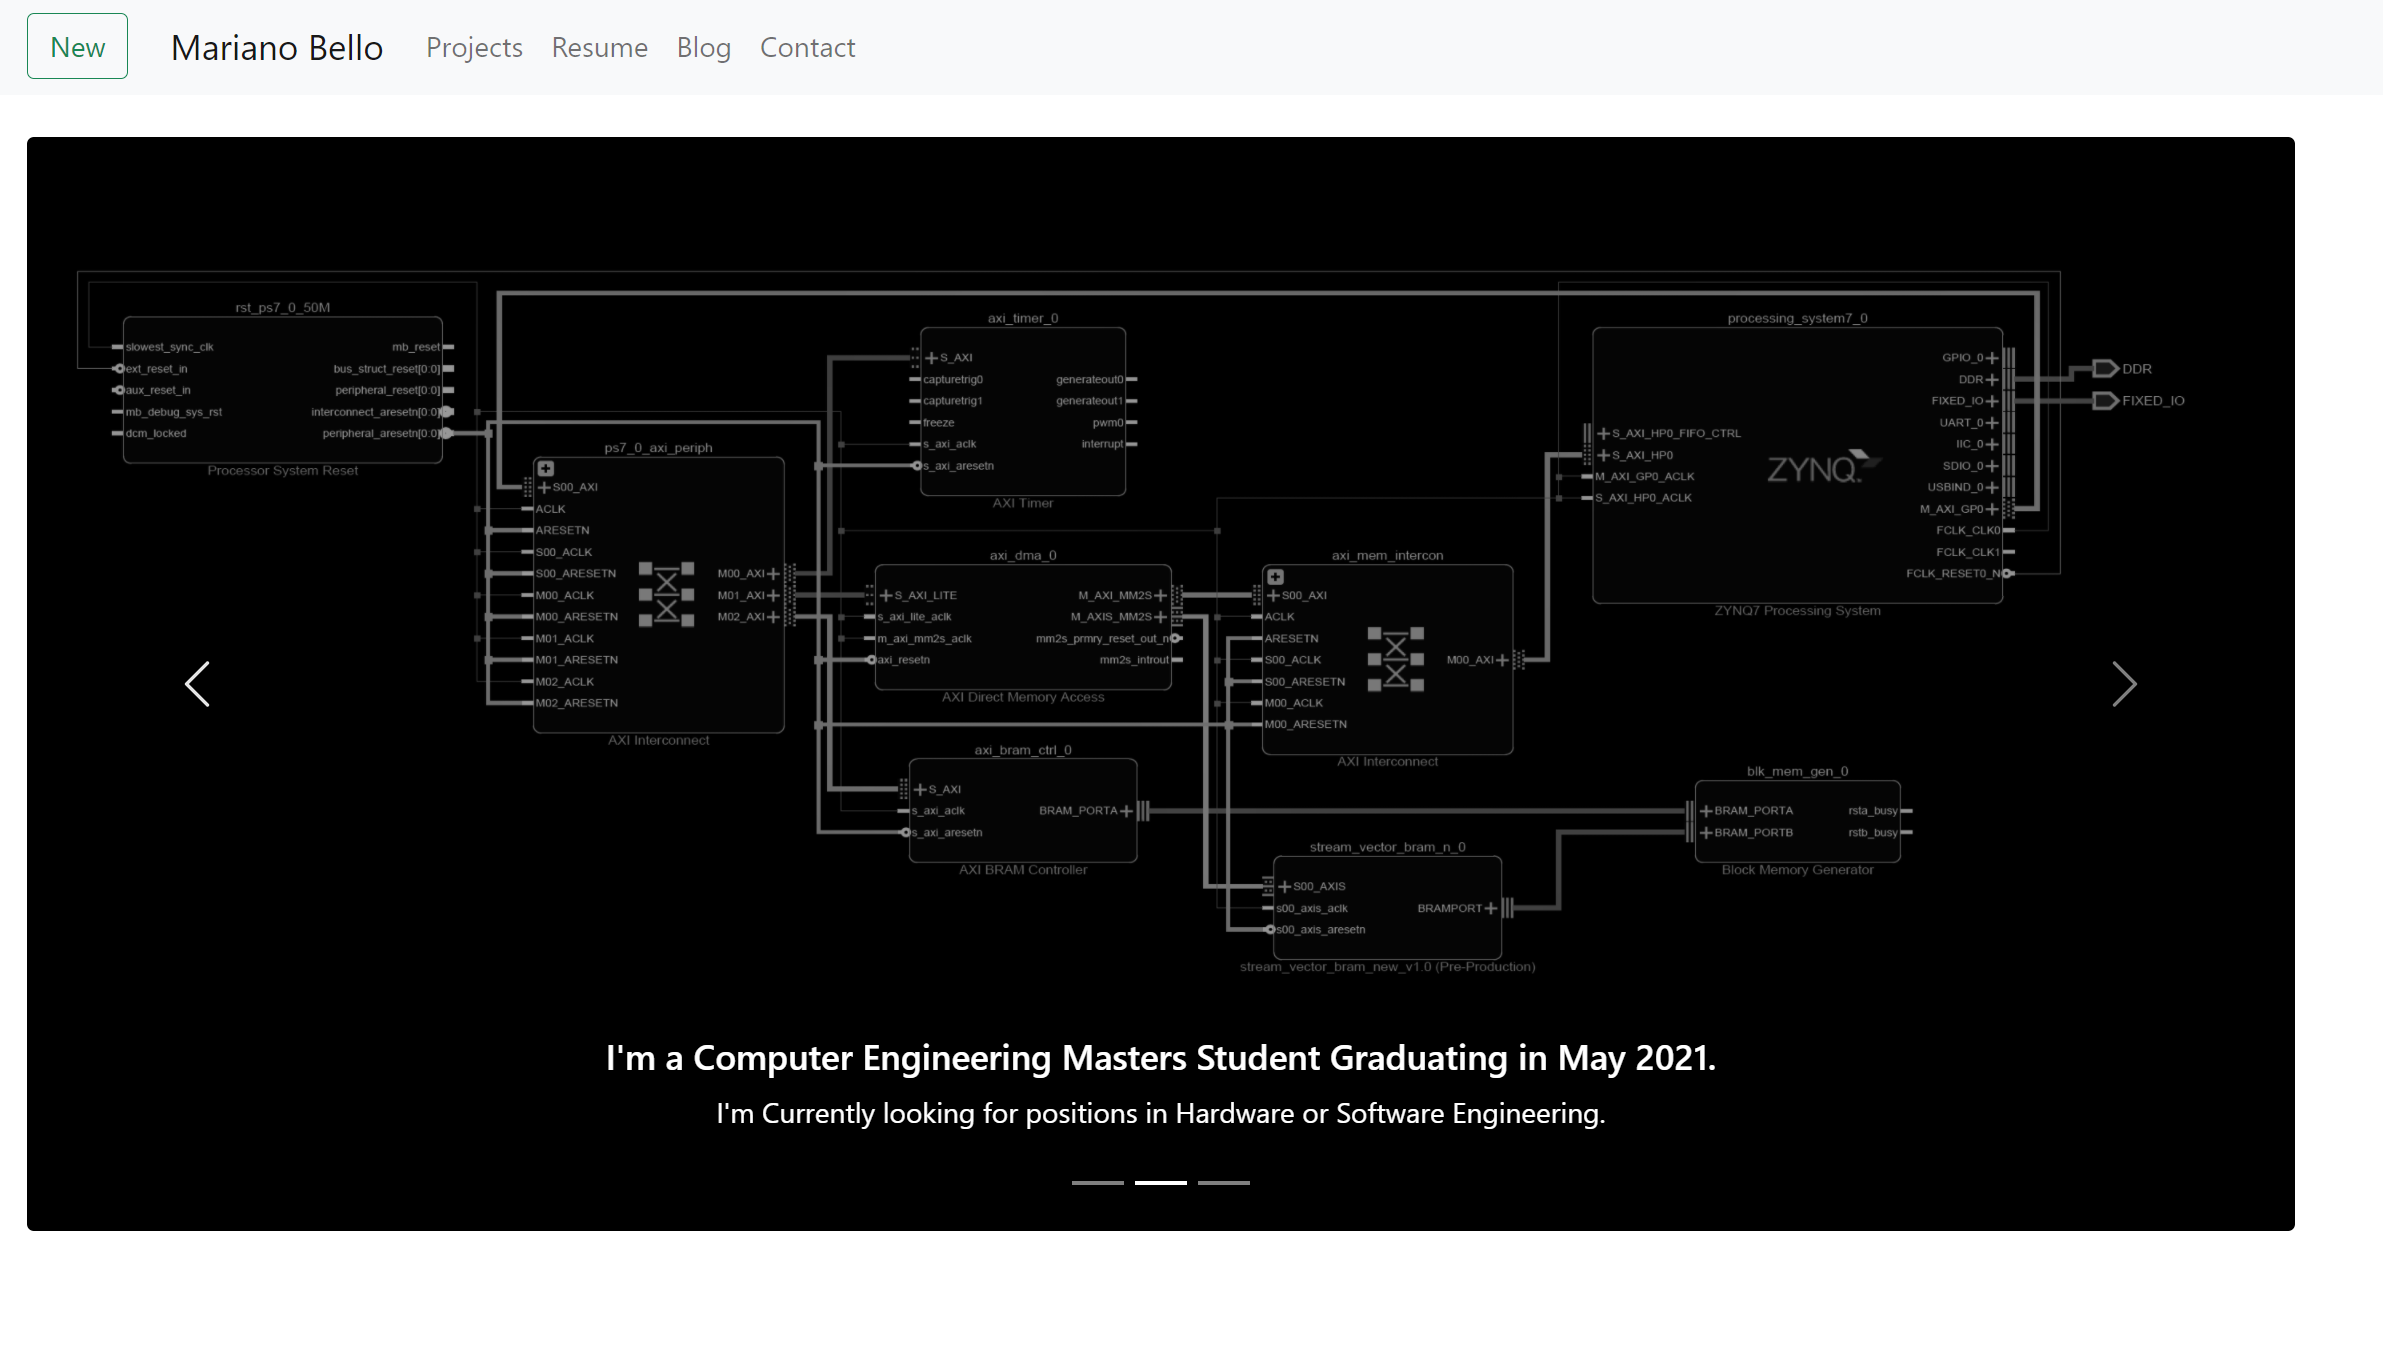 New Mariano Bello Projects Resume Blog Contact
rst_ps7_0_50M
slowest_sync_clk
ext_reset_in
aux_reset_in
mb_debug_sys_rst
dcm_locked
mb_reset
bus_struct_reset[0:0]
peripheral_reset[0:0]
interconnect_aresetn[0:0]
peripheral_aresetn[0:0]
Processor System Reset
ps7_0_axi_periph
S00_AXI
ACLK
ARESETN
S00_ACLK
S00_ARESETN
M00_ACLK
M00_ARESETN
M01_ACLK
M01_ARESETN
M02_ACLK
M02_ARESETN
M00_AXI
M01_AXI
M02_AXI
AXI Interconnect
axi_timer_0
S_AXI
capturetrig0
capturetrig1
freeze
s_axi_aclk
s_axi_aresetn
generateout0
generateout1
pwm0
interrupt
AXI Timer
axi_dma_0
S_AXI_LITE
s_axi_lite_aclk
m_axi_mm2s_aclk
axi_resetn
M_AXI_MM2S
M_AXIS_MM2S
mm2s_prmry_reset_out_n
mm2s_introut
AXI Direct Memory Access
axi_bram_ctrl_0
S_AXI
s_axi_aclk
s_axi_aresetn
BRAM_PORTA
AXI BRAM Controller
axi_mem_intercon
S00_AXI
ACLK
ARESETN
S00_ACLK
S00_ARESETN
M00_ACLK
M00_ARESETN
M00_AXI
AXI Interconnect
stream_vector_bram_n_0
S00_AXIS
s00_axis_aclk
s00_axis_aresetn
BRAMPORT
stream_vector_bram_new_v1.0 (Pre-Production)
processing_system7_0
S_AXI_HP0_FIFO_CTRL
S_AXI_HP0
M_AXI_GP0_ACLK
S_AXI_HP0_ACLK
ZYNQ
GPIO_0
DDR
FIXED_IO
UART_0
IIC_0
SDIO_0
USBIND_0
M_AXI_GP0
FCLK_CLK0
FCLK_CLK1
FCLK_RESET0_N
ZYNQ7 Processing System
DDR
FIXED_IO
blk_mem_gen_0
BRAM_PORTA
BRAM_PORTB
rsta_busy
rstb_busy
Block Memory Generator
I'm a Computer Engineering Masters Student Graduating in May 2021.
I'm Currently looking for positions in Hardware or Software Engineering.